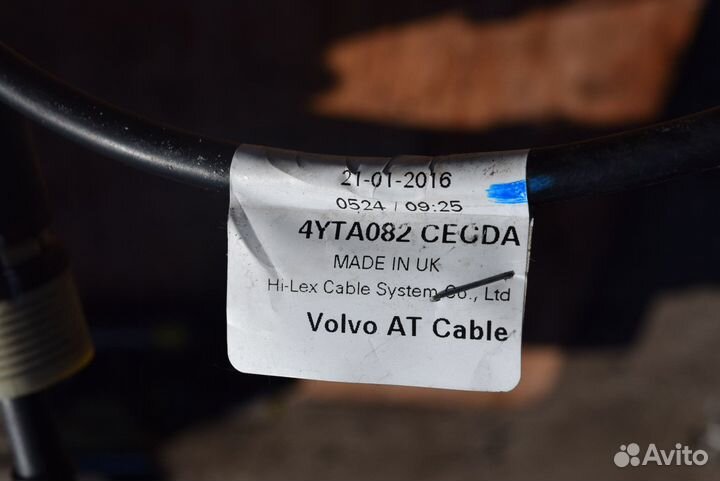 21-01-2016
0524 / 09:25
4YTA082 CECDA
MADE IN UK
Hi-Lex Cable System Co., Ltd
Volvo AT Cable
Avito